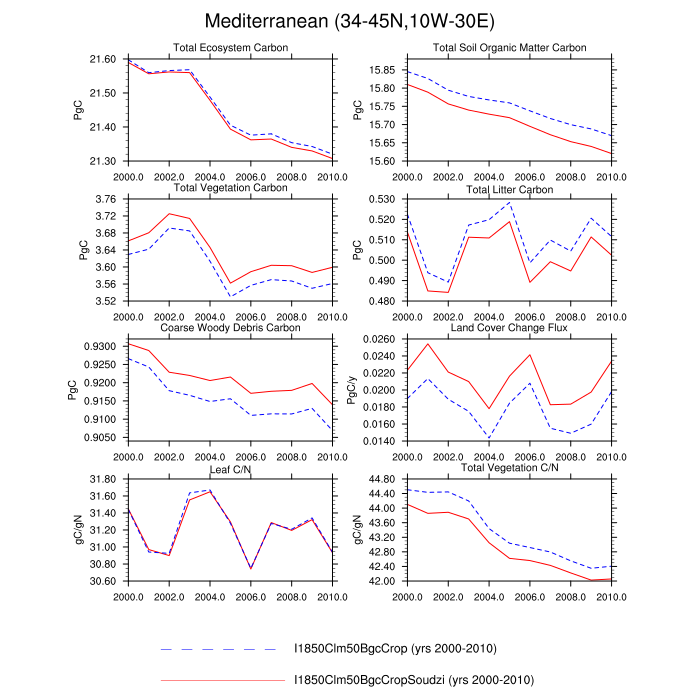 Mediterranean (34-45N,10W-30E)
Total Ecosystem Carbon
PgC
21.60
21.50
21.40
21.30
2000.0 2002.0 2004.0 2006.0 2008.0 2010.0
Total Soil Organic Matter Carbon
PgC
15.85
15.80
15.75
15.70
15.65
15.60
2000.0 2002.0 2004.0 2006.0 2008.0 2010.0
Total Vegetation Carbon
PgC
3.76
3.72
3.68
3.64
3.60
3.56
3.52
2000.0 2002.0 2004.0 2006.0 2008.0 2010.0
Total Litter Carbon
PgC
0.530
0.520
0.510
0.500
0.490
0.480
2000.0 2002.0 2004.0 2006.0 2008.0 2010.0
Coarse Woody Debris Carbon
PgC
0.9300
0.9250
0.9200
0.9150
0.9100
0.9050
2000.0 2002.0 2004.0 2006.0 2008.0 2010.0
Land Cover Change Flux
PgC/y
0.0260
0.0240
0.0220
0.0200
0.0180
0.0160
0.0140
2000.0 2002.0 2004.0 2006.0 2008.0 2010.0
Leaf C/N
gC/gN
31.80
31.60
31.40
31.20
31.00
30.80
30.60
2000.0 2002.0 2004.0 2006.0 2008.0 2010.0
Total Vegetation C/N
gC/gN
44.80
44.40
44.00
43.60
43.20
42.80
42.40
42.00
2000.0 2002.0 2004.0 2006.0 2008.0 2010.0
I1850Clm50BgcCrop (yrs 2000-2010)
I1850Clm50BgcCropSoudzi (yrs 2000-2010)